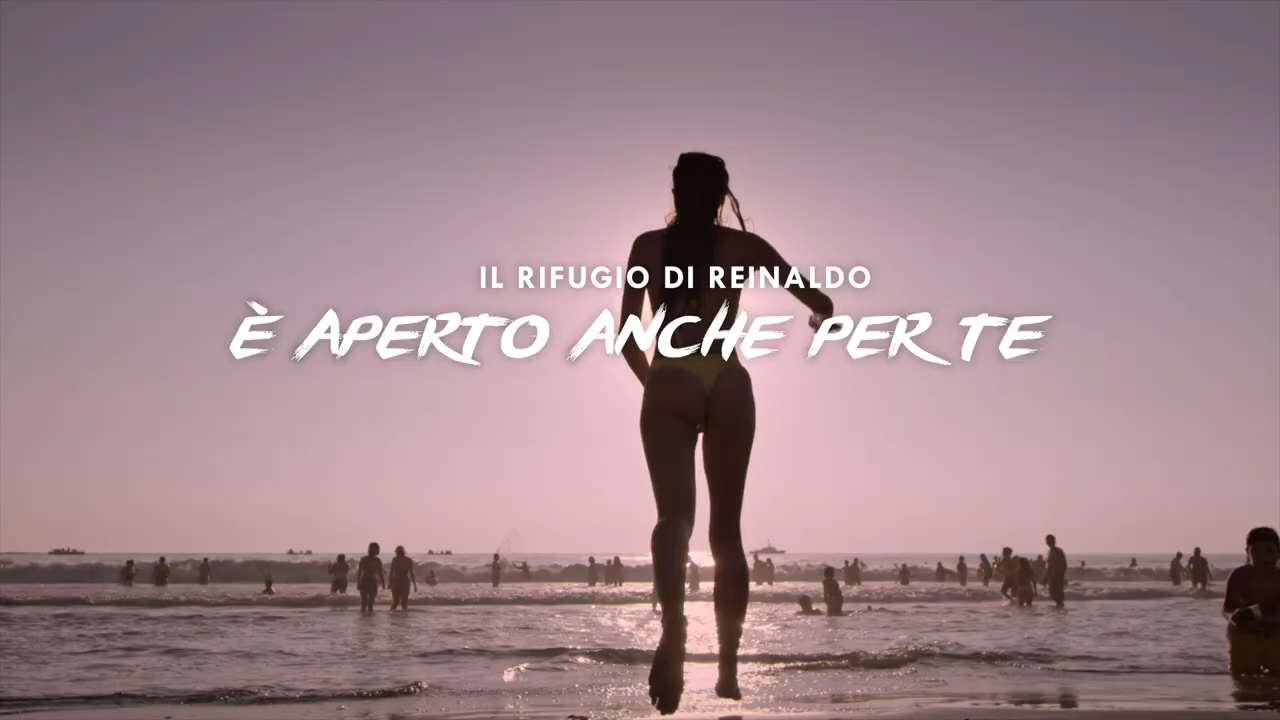 IL RIFUGIO DI REINALDO
È APERTO ANCHE PER TE